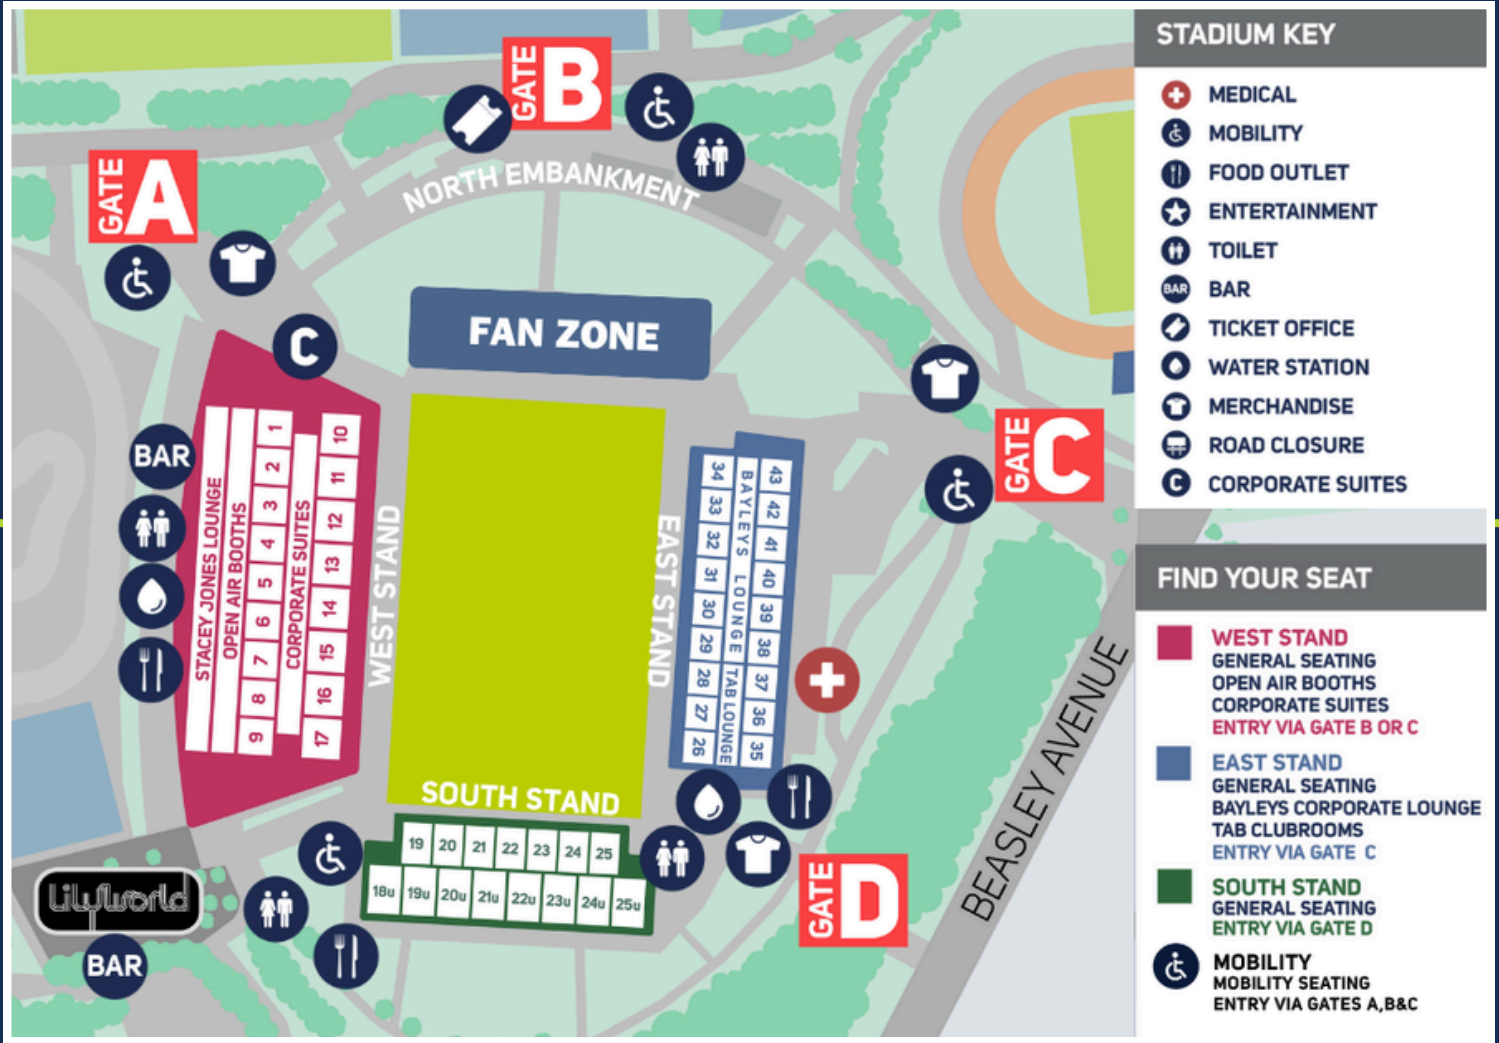 GATE B
GATE A
NORTH EMBANKMENT
C
FAN ZONE
GATE C
BAR
STACEY JONES LOUNGE
OPEN AIR BOOTHS
1
2
3
4
5
6
7
8
9
CORPORATE SUITES
10
11
12
13
14
15
16
17
WEST STAND
EAST STAND
34
33
32
31
30
29
28
27
26
BAYLEYS LOUNGE
TAB LOUNGE
43
42
41
40
39
38
37
36
35
SOUTH STAND
19 20 21 22 23 24 25
18u 19u 20u 21u 22u 23u 24u 25u
GATE D
LilyWorld
BAR
BEASLEY AVENUE
STADIUM KEY
MEDICAL
MOBILITY
FOOD OUTLET
ENTERTAINMENT
TOILET
BAR BAR
TICKET OFFICE
WATER STATION
MERCHANDISE
ROAD CLOSURE
C CORPORATE SUITES
FIND YOUR SEAT
WEST STAND
GENERAL SEATING
OPEN AIR BOOTHS
CORPORATE SUITES
ENTRY VIA GATE B OR C
EAST STAND
GENERAL SEATING
BAYLEYS CORPORATE LOUNGE
TAB CLUBROOMS
ENTRY VIA GATE C
SOUTH STAND
GENERAL SEATING
ENTRY VIA GATE D
MOBILITY
MOBILITY SEATING
ENTRY VIA GATES A,B&C